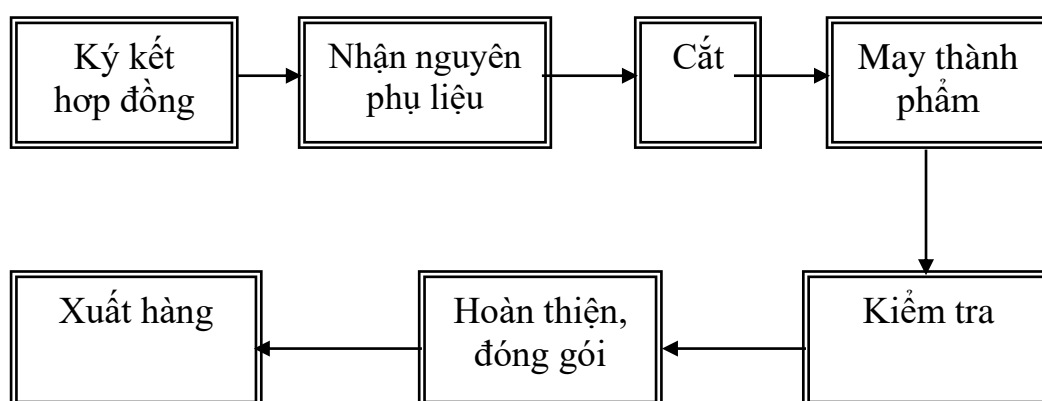 Ký kết
hơp đồng
Nhận nguyên
phụ liệu
Cắt
May thành
phẩm
Kiểm tra
Hoàn thiện,
đóng gói
Xuất hàng